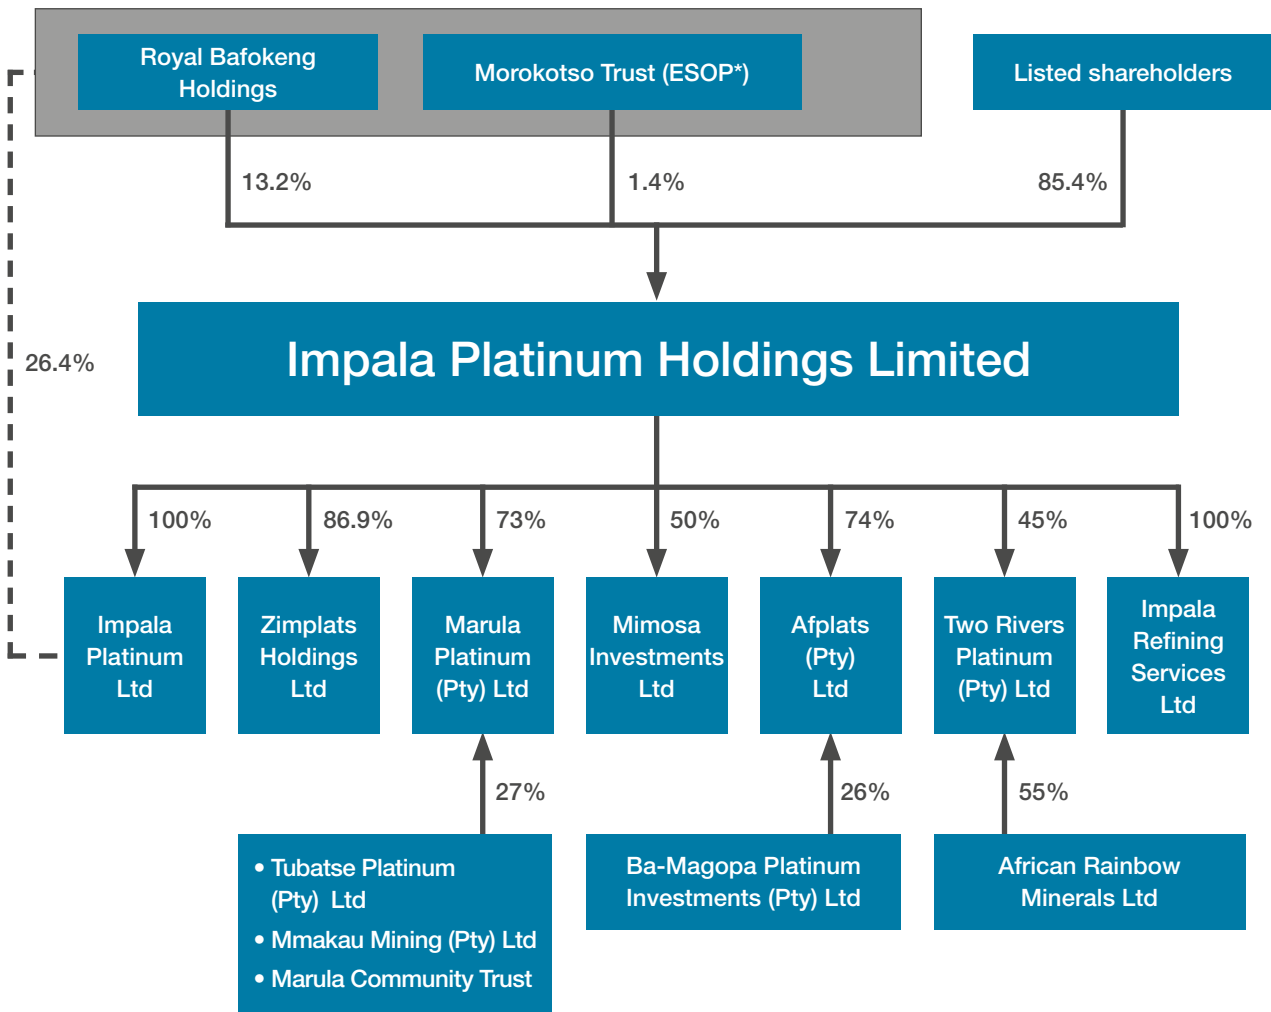 Royal Bafokeng
Holdings
Morokotso Trust (ESOP*)
Listed shareholders
13.2%
1.4%
85.4%
26.4%
Impala Platinum Holdings Limited
100%
86.9%
73%
50%
74%
45%
100%
Impala
Platinum
Ltd
Zimplats
Holdings
Ltd
Marula
Platinum
(Pty) Ltd
Mimosa
Investments
Ltd
Afplats
(Pty)
Ltd
Two Rivers
Platinum
(Pty) Ltd
Impala
Refining
Services
Ltd
27%
26%
55%
• Tubatse Platinum
(Pty) Ltd
• Mmakau Mining (Pty) Ltd
• Marula Community Trust
Ba-Magopa Platinum
Investments (Pty) Ltd
African Rainbow
Minerals Ltd